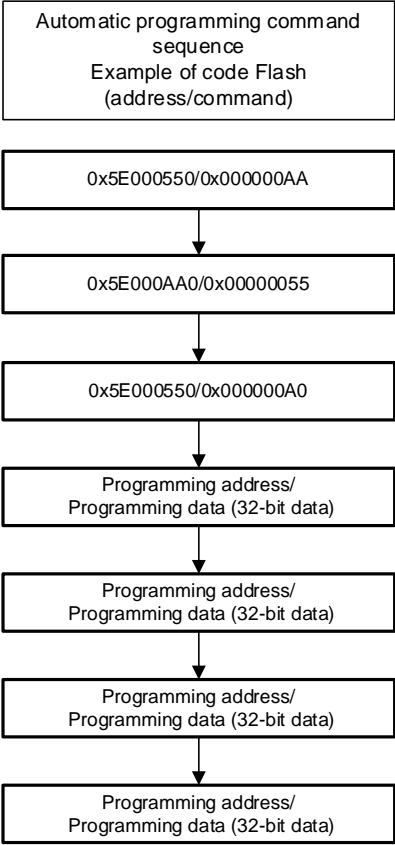 Automatic programming command
sequence
Example of code Flash
(address/command)
0x5E000550/0x000000AA
0x5E000AA0/0x00000055
0x5E000550/0x000000A0
Programming address/
Programming data (32-bit data)
Programming address/
Programming data (32-bit data)
Programming address/
Programming data (32-bit data)
Programming address/
Programming data (32-bit data)